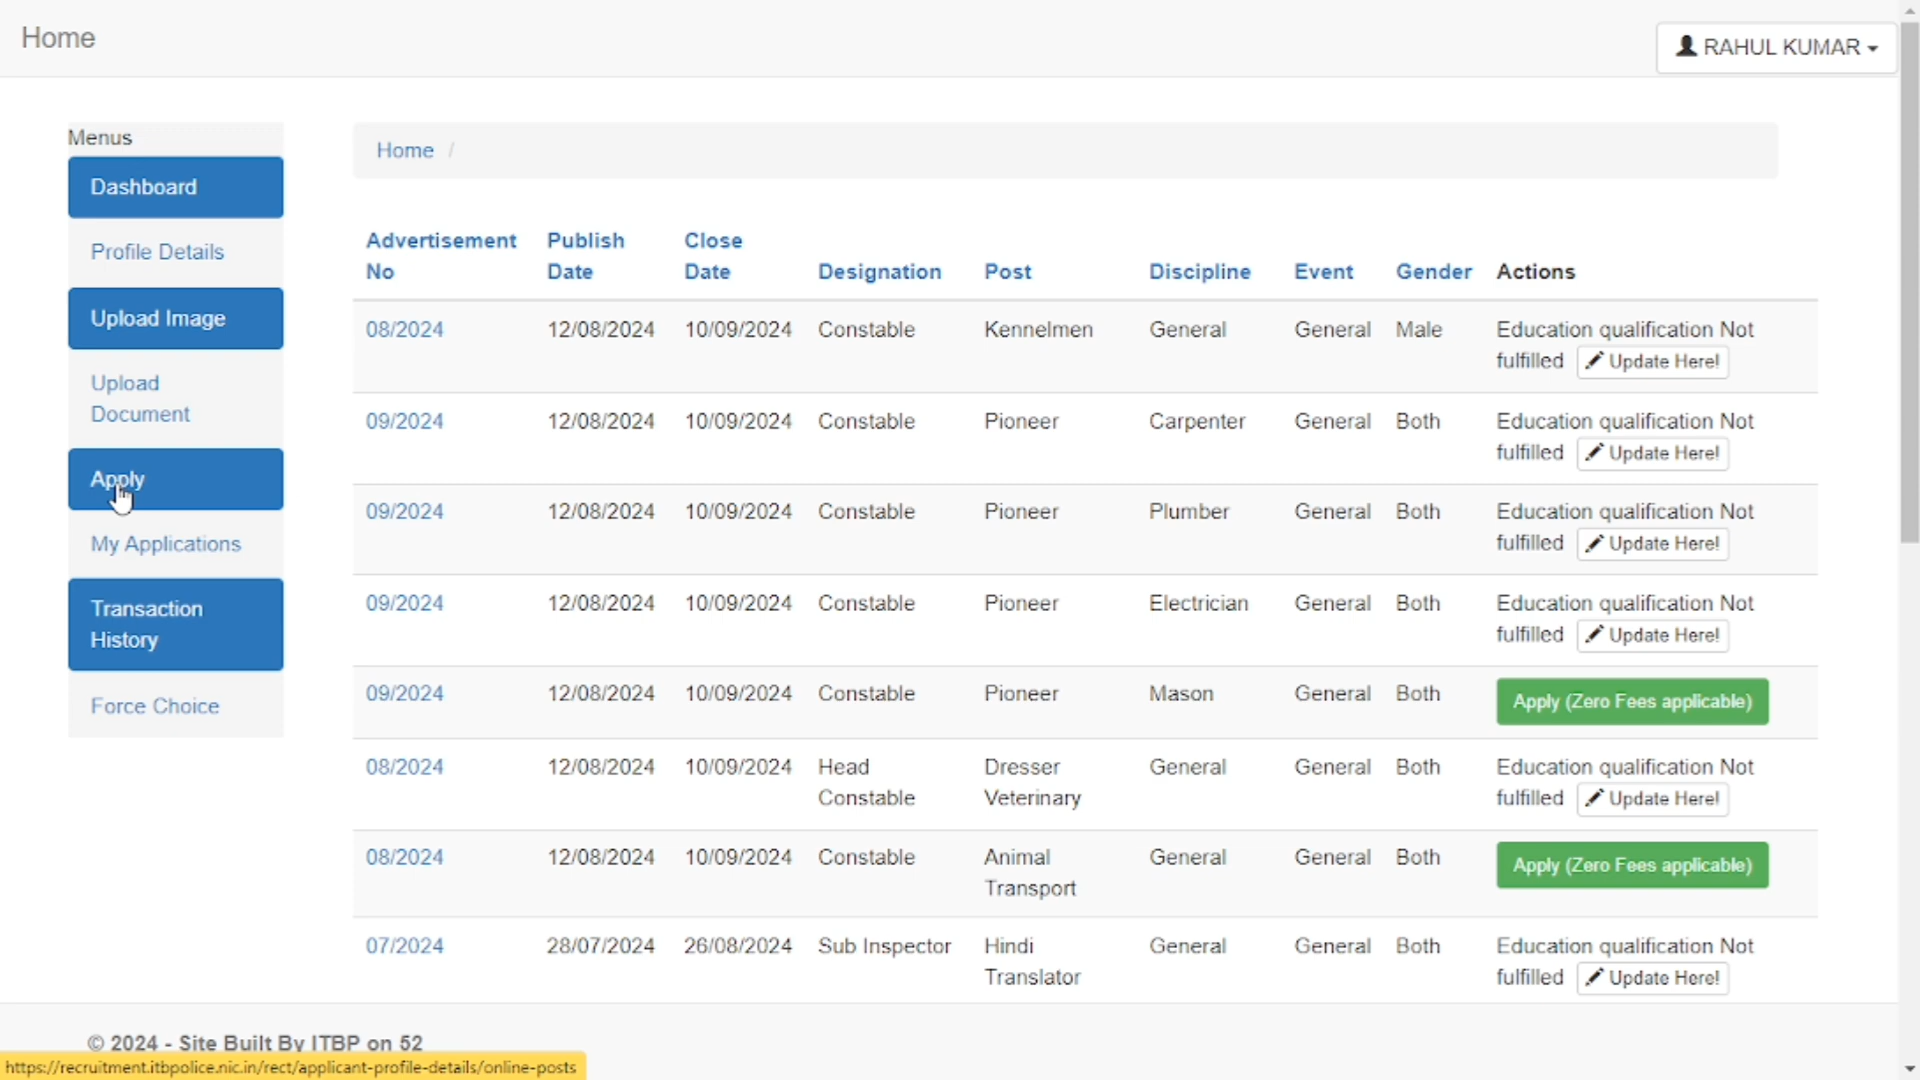 Home
RAHUL KUMAR
Menus
Dashboard
Profile Details
Upload Image
Upload
Document
Apply
My Applications
Transaction
History
Force Choice
Home /
Advertisement No Publish Date Close Date Designation Post Discipline Event Gender Actions
08/2024 12/08/2024 10/09/2024 Constable Kennelmen General General Male Education qualification Not
fulfilled Update Here!
09/2024 12/08/2024 10/09/2024 Constable Pioneer Carpenter General Both Education qualification Not
fulfilled Update Here!
09/2024 12/08/2024 10/09/2024 Constable Pioneer Plumber General Both Education qualification Not
fulfilled Update Here!
09/2024 12/08/2024 10/09/2024 Constable Pioneer Electrician General Both Education qualification Not
fulfilled Update Here!
09/2024 12/08/2024 10/09/2024 Constable Pioneer Mason General Both Apply (Zero Fees applicable)
08/2024 12/08/2024 10/09/2024 Head Dresser General General Both Education qualification Not
Constable Veterinary fulfilled Update Here!
08/2024 12/08/2024 10/09/2024 Constable Animal General General Both Apply (Zero Fees applicable)
Transport
07/2024 28/07/2024 26/08/2024 Sub Inspector Hindi General General Both Education qualification Not
Translator fulfilled Update Here!
© 2024 - Site Built By ITBP on 52
https://recruitment.itbpolice.nic.in/rect/applicant-profile-details/online-posts